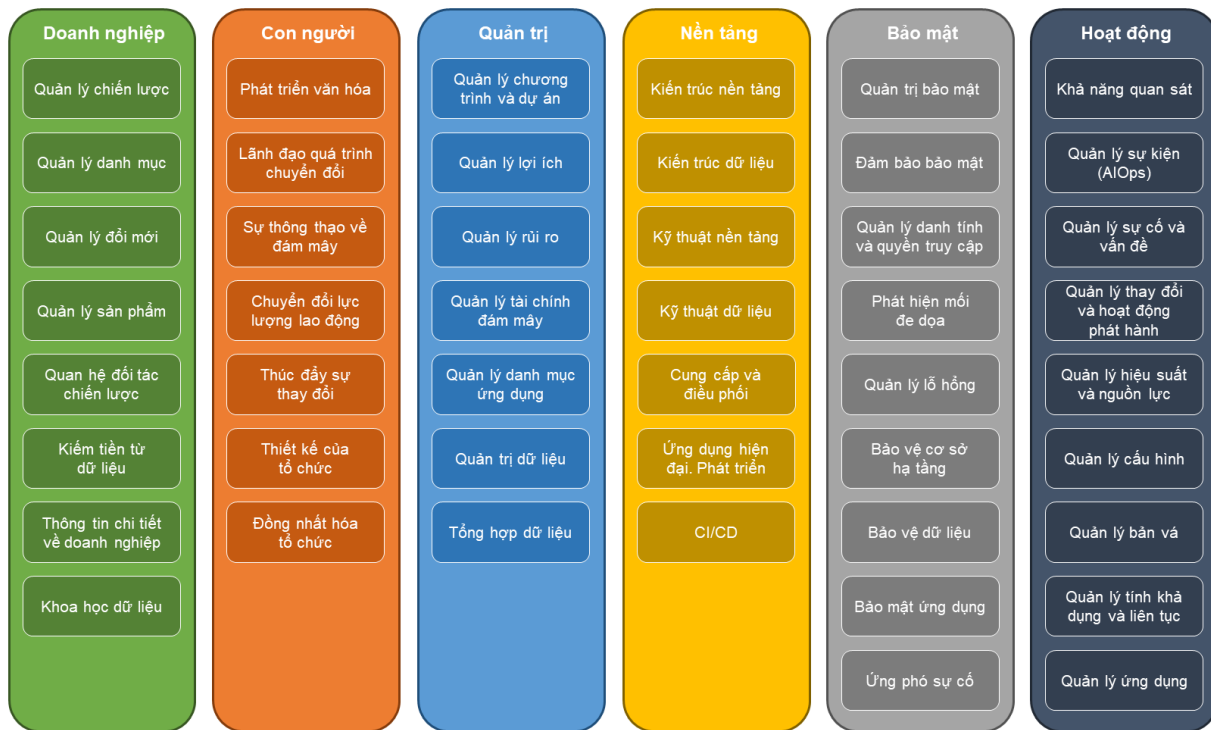 Doanh nghiệp
Quản lý chiến lược
Quản lý danh mục
Quản lý đổi mới
Quản lý sản phẩm
Quan hệ đối tác
chiến lược
Kiếm tiền từ
dữ liệu
Thông tin chi tiết
về doanh nghiệp
Khoa học dữ liệu
Con người
Phát triển văn hóa
Lãnh đạo quá trình
chuyển đổi
Sự thông thạo về
đám mây
Chuyển đổi lực
lượng lao động
Thúc đẩy sự
thay đổi
Thiết kế của
tổ chức
Đồng nhất hóa
tổ chức
Quản trị
Quản lý chương
trình và dự án
Quản lý lợi ích
Quản lý rủi ro
Quản lý tài chính
đám mây
Quản lý danh mục
ứng dụng
Quản trị dữ liệu
Tổng hợp dữ liệu
Nền tảng
Kiến trúc nền tảng
Kiến trúc dữ liệu
Kỹ thuật nền tảng
Kỹ thuật dữ liệu
Cung cấp và
điều phối
Ứng dụng hiện
đại. Phát triển
CI/CD
Bảo mật
Quản trị bảo mật
Đảm bảo bảo mật
Quản lý danh tính
và quyền truy cập
Phát hiện mối
đe dọa
Quản lý lỗ hổng
Bảo vệ cơ sở
hạ tầng
Bảo vệ dữ liệu
Bảo mật ứng dụng
Ứng phó sự cố
Hoạt động
Khả năng quan sát
Quản lý sự kiện
(AIOps)
Quản lý sự cố và
vấn đề
Quản lý thay đổi
và hoạt động
phát hành
Quản lý hiệu suất
và nguồn lực
Quản lý cấu hình
Quản lý bản vá
Quản lý tính khả
dụng và liên tục
Quản lý ứng dụng